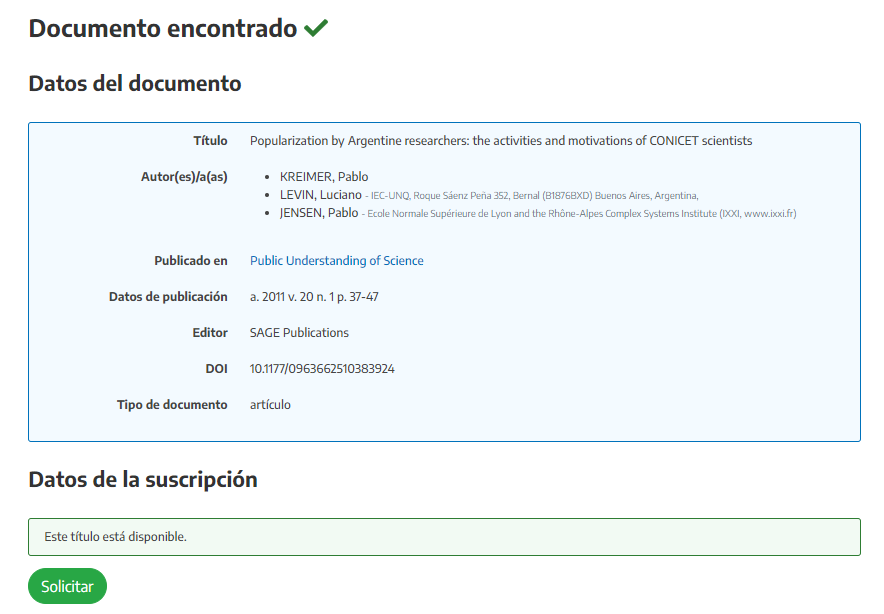 Documento encontrado
Datos del documento
Título Popularization by Argentine researchers: the activities and motivations of CONICET scientists
Autor(es)/a(as) • KREIMER, Pablo
• LEVIN, Luciano - IEC-UNQ, Roque Sáenz Peña 352, Bernal (B1876BXD) Buenos Aires, Argentina,
• JENSEN, Pablo - Ecole Normale Supérieure de Lyon and the Rhône-Alpes Complex Systems Institute (IXXI, www.ixxi.fr)
Publicado en Public Understanding of Science
Datos de publicación a. 2011 v. 20 n. 1 p. 37-47
Editor SAGE Publications
DOI 10.1177/0963662510383924
Tipo de documento artículo
Datos de la suscripción
Este título está disponible.
Solicitar